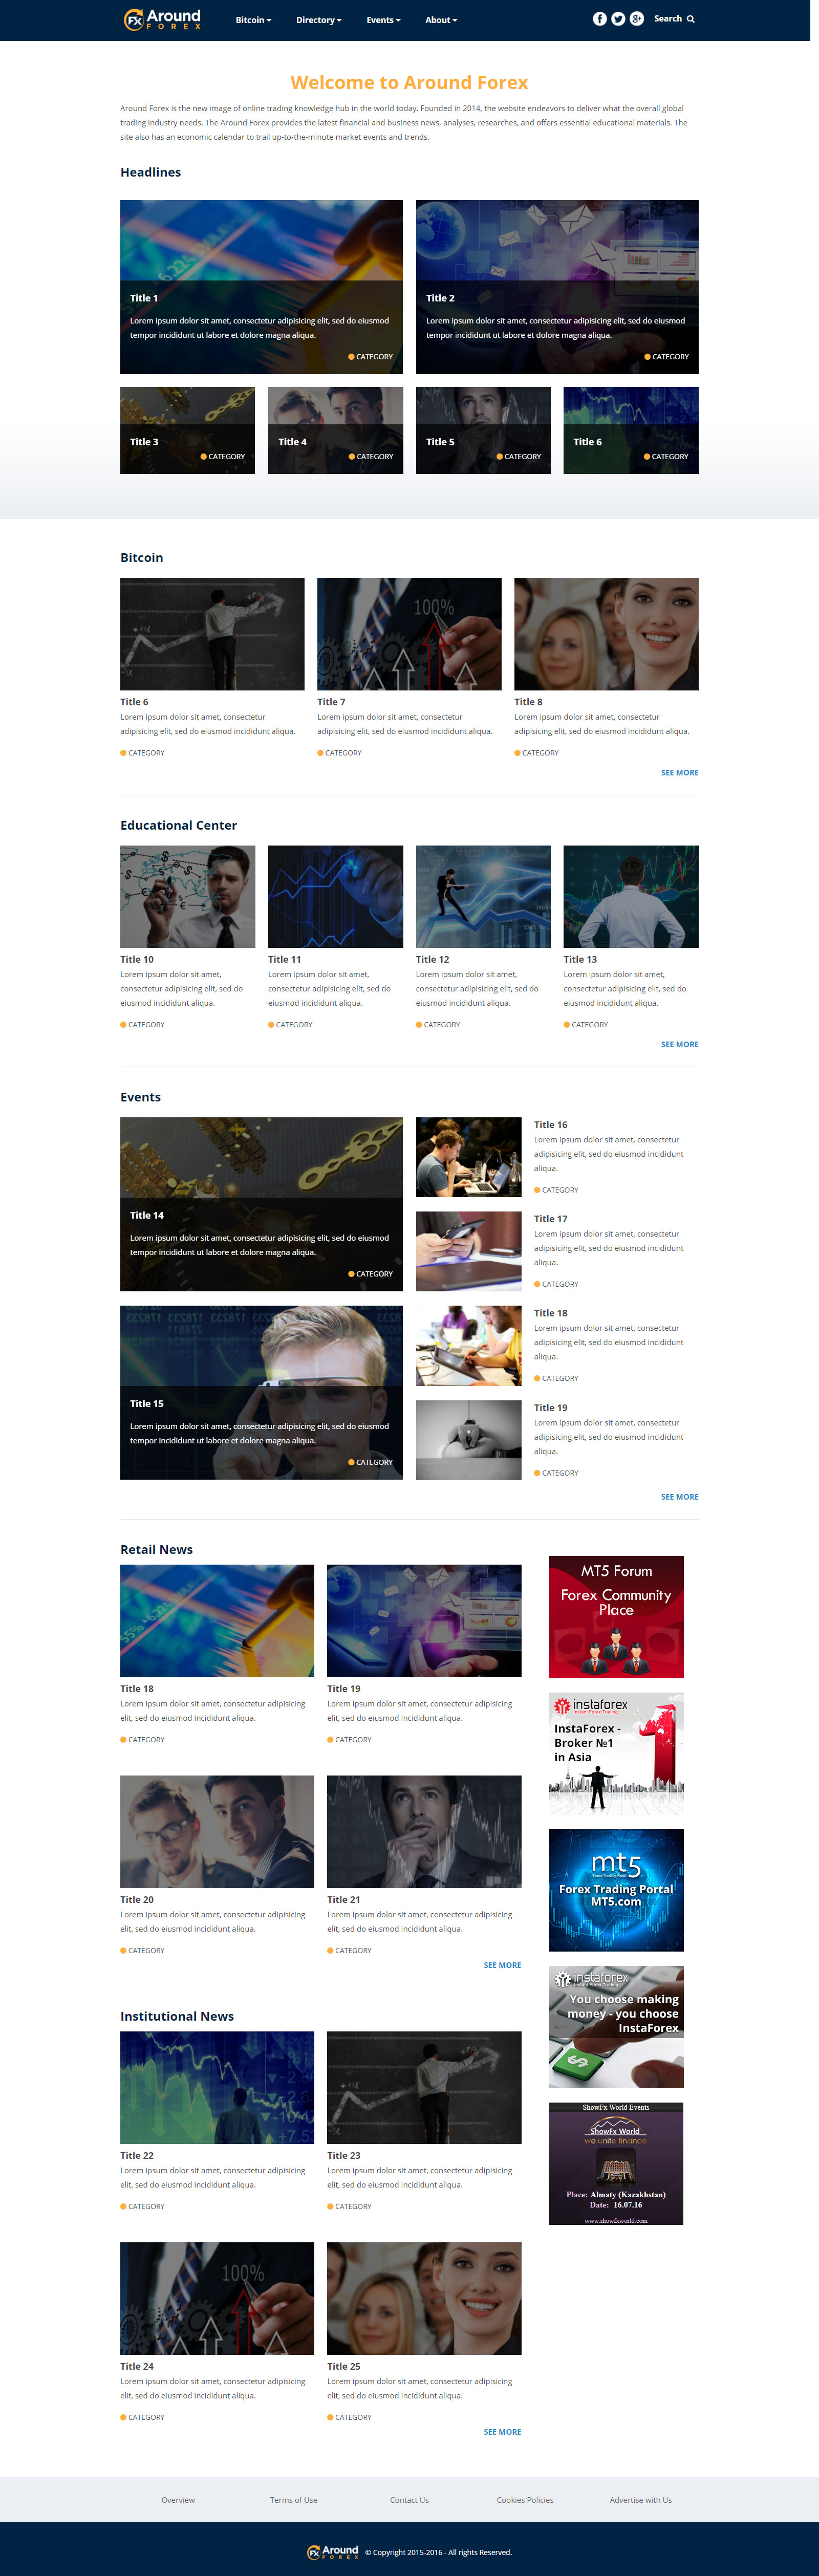 FX Around
FOREX
Bitcoin
Directory
Events
About
Search
Welcome to Around Forex
Around Forex is the new image of online trading knowledge hub in the world today. Founded in 2014, the website endeavors to deliver what the overall global
trading industry needs. The Around Forex provides the latest financial and business news, analyses, researches, and offers essential educational materials. The
site also has an economic calendar to trail up-to-the-minute market events and trends.
Headlines
Title 1
Lorem ipsum dolor sit amet, consectetur adipisicing elit, sed do eiusmod
tempor incididunt ut labore et dolore magna aliqua.
CATEGORY
Title 2
Lorem ipsum dolor sit amet, consectetur adipisicing elit, sed do eiusmod
tempor incididunt ut labore et dolore magna aliqua.
CATEGORY
Title 3
CATEGORY
Title 4
CATEGORY
Title 5
CATEGORY
Title 6
CATEGORY
Bitcoin
Title 6
Lorem ipsum dolor sit amet, consectetur
adipisicing elit, sed do eiusmod incididunt aliqua.
CATEGORY
100%
Title 7
Lorem ipsum dolor sit amet, consectetur
adipisicing elit, sed do eiusmod incididunt aliqua.
CATEGORY
Title 8
Lorem ipsum dolor sit amet, consectetur
adipisicing elit, sed do eiusmod incididunt aliqua.
CATEGORY
SEE MORE
Educational Center
Title 10
Lorem ipsum dolor sit amet,
consectetur adipisicing elit, sed do
eiusmod incididunt aliqua.
CATEGORY
Title 11
Lorem ipsum dolor sit amet,
consectetur adipisicing elit, sed do
eiusmod incididunt aliqua.
CATEGORY
Title 12
Lorem ipsum dolor sit amet,
consectetur adipisicing elit, sed do
eiusmod incididunt aliqua.
CATEGORY
Title 13
Lorem ipsum dolor sit amet,
consectetur adipisicing elit, sed do
eiusmod incididunt aliqua.
CATEGORY
SEE MORE
Events
Title 14
Lorem ipsum dolor sit amet, consectetur adipisicing elit, sed do eiusmod
tempor incididunt ut labore et dolore magna aliqua.
CATEGORY
Title 15
Lorem ipsum dolor sit amet, consectetur adipisicing elit, sed do eiusmod
tempor incididunt ut labore et dolore magna aliqua.
CATEGORY
Title 16
Lorem ipsum dolor sit amet, consectetur
adipisicing elit, sed do eiusmod incididunt
aliqua.
CATEGORY
Title 17
Lorem ipsum dolor sit amet, consectetur
adipisicing elit, sed do eiusmod incididunt
aliqua.
CATEGORY
Title 18
Lorem ipsum dolor sit amet, consectetur
adipisicing elit, sed do eiusmod incididunt
aliqua.
CATEGORY
Title 19
Lorem ipsum dolor sit amet, consectetur
adipisicing elit, sed do eiusmod incididunt
aliqua.
CATEGORY
SEE MORE
Retail News
Title 18
Lorem ipsum dolor sit amet, consectetur adipisicing
elit, sed do eiusmod incididunt aliqua.
CATEGORY
Title 19
Lorem ipsum dolor sit amet, consectetur adipisicing
elit, sed do eiusmod incididunt aliqua.
CATEGORY
Title 20
Lorem ipsum dolor sit amet, consectetur adipisicing
elit, sed do eiusmod incididunt aliqua.
CATEGORY
Title 21
Lorem ipsum dolor sit amet, consectetur adipisicing
elit, sed do eiusmod incididunt aliqua.
CATEGORY
SEE MORE
Institutional News
Title 22
Lorem ipsum dolor sit amet, consectetur adipisicing
elit, sed do eiusmod incididunt aliqua.
CATEGORY
Title 23
Lorem ipsum dolor sit amet, consectetur adipisicing
elit, sed do eiusmod incididunt aliqua.
CATEGORY
100%
Title 24
Lorem ipsum dolor sit amet, consectetur adipisicing
elit, sed do eiusmod incididunt aliqua.
CATEGORY
Title 25
Lorem ipsum dolor sit amet, consectetur adipisicing
elit, sed do eiusmod incididunt aliqua.
CATEGORY
SEE MORE
MT5 Forum
Forex Community
Place
instaforex
Instant Forex Trading
InstaForex -
Broker №1
in Asia
1
mt5
Forex Trading Portal
Forex Trading Portal
MT5.com
instaforex
Instant Forex Trading
You choose making
money - you choose
InstaForex
ShowFx World Events
ShowFx World
we unite finance
Place: Almaty (Kazakhstan)
Date: 16.07.16
www.showfxworld.com
Overview
Terms of Use
Contact Us
Cookies Policies
Advertise with Us
FX Around
FOREX
© Copyright 2015-2016 - All rights Reserved.